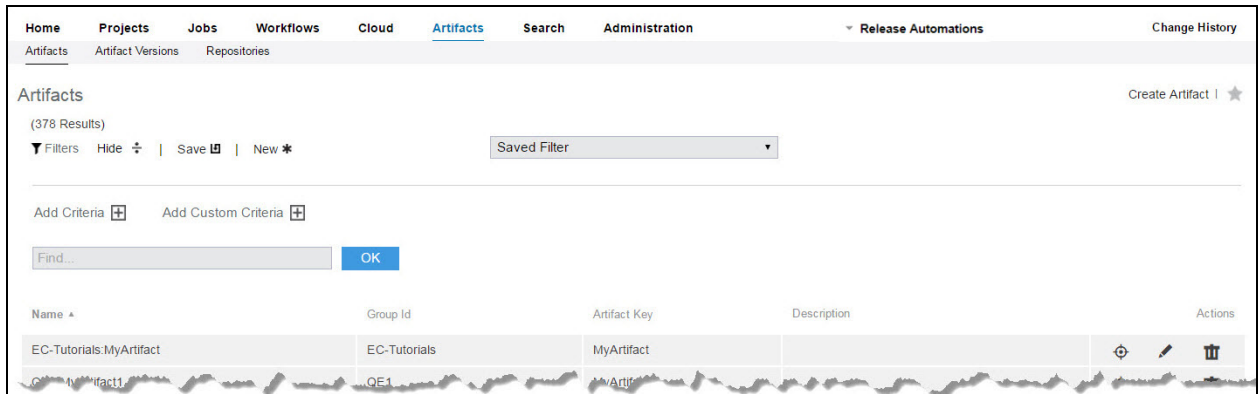 Home Projects Jobs Workflows Cloud Artifacts Search Administration Release Automations Change History
Artifacts Artifact Versions Repositories
Artifacts
Create Artifact |
(378 Results)
Filters Hide | Save | New
Saved Filter
Add Criteria Add Custom Criteria
Find... OK
Name Group Id Artifact Key Description Actions
EC-Tutorials:MyArtifact EC-Tutorials MyArtifact
QE1